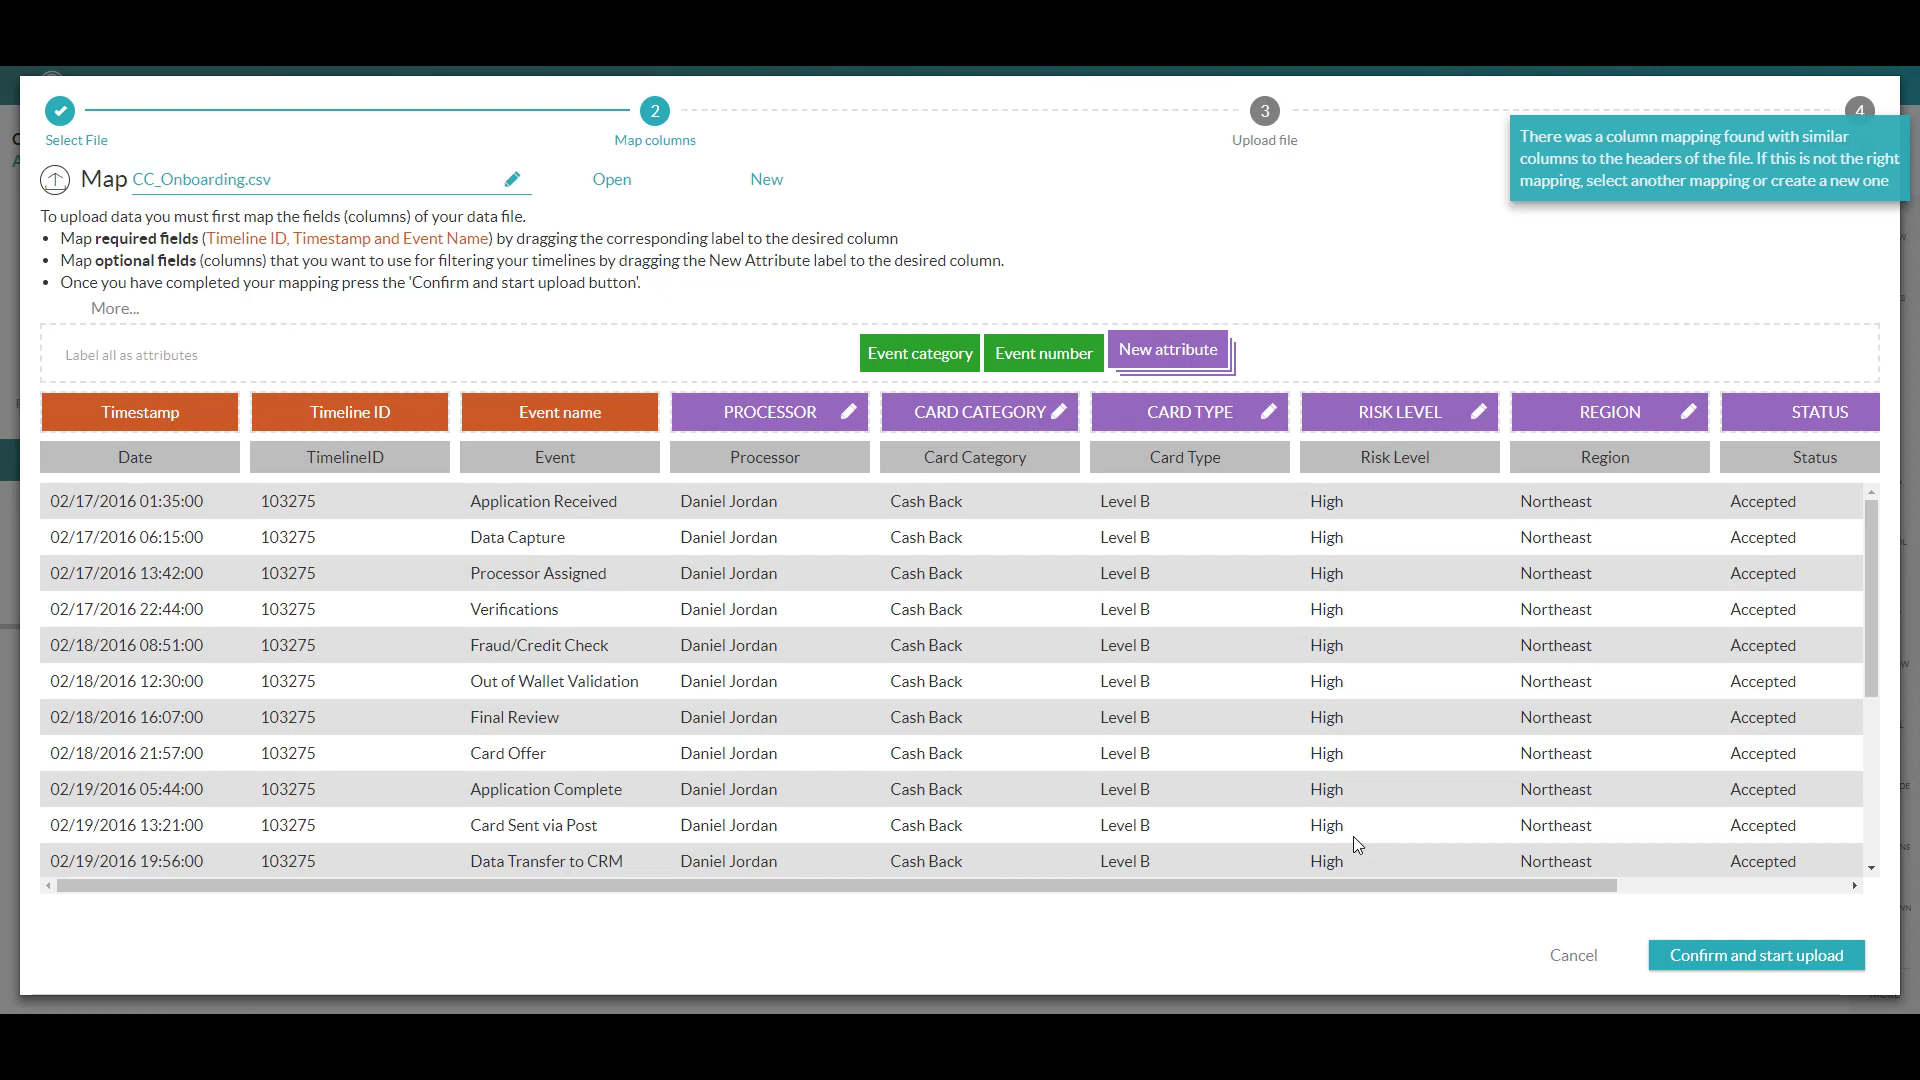 2
3
4
Select File
Map columns
Upload file
There was a column mapping found with similar
columns to the headers of the file. If this is not the right
mapping, select another mapping or create a new one
Map CC_Onboarding.csv
Open
New
To upload data you must first map the fields (columns) of your data file.
• Map required fields (Timeline ID, Timestamp and Event Name) by dragging the corresponding label to the desired column
• Map optional fields (columns) that you want to use for filtering your timelines by dragging the New Attribute label to the desired column.
• Once you have completed your mapping press the 'Confirm and start upload button'.
More...
Label all as attributes
Event category
Event number
New attribute
Timestamp Timeline ID Event name PROCESSOR CARD CATEGORY CARD TYPE RISK LEVEL REGION STATUS
Date TimelineID Event Processor Card Category Card Type Risk Level Region Status
02/17/2016 01:35:00 103275 Application Received Daniel Jordan Cash Back Level B High Northeast Accepted
02/17/2016 06:15:00 103275 Data Capture Daniel Jordan Cash Back Level B High Northeast Accepted
02/17/2016 13:42:00 103275 Processor Assigned Daniel Jordan Cash Back Level B High Northeast Accepted
02/17/2016 22:44:00 103275 Verifications Daniel Jordan Cash Back Level B High Northeast Accepted
02/18/2016 08:51:00 103275 Fraud/Credit Check Daniel Jordan Cash Back Level B High Northeast Accepted
02/18/2016 12:30:00 103275 Out of Wallet Validation Daniel Jordan Cash Back Level B High Northeast Accepted
02/18/2016 16:07:00 103275 Final Review Daniel Jordan Cash Back Level B High Northeast Accepted
02/18/2016 21:57:00 103275 Card Offer Daniel Jordan Cash Back Level B High Northeast Accepted
02/19/2016 05:44:00 103275 Application Complete Daniel Jordan Cash Back Level B High Northeast Accepted
02/19/2016 13:21:00 103275 Card Sent via Post Daniel Jordan Cash Back Level B High Northeast Accepted
02/19/2016 19:56:00 103275 Data Transfer to CRM Daniel Jordan Cash Back Level B High Northeast Accepted
Cancel
Confirm and start upload